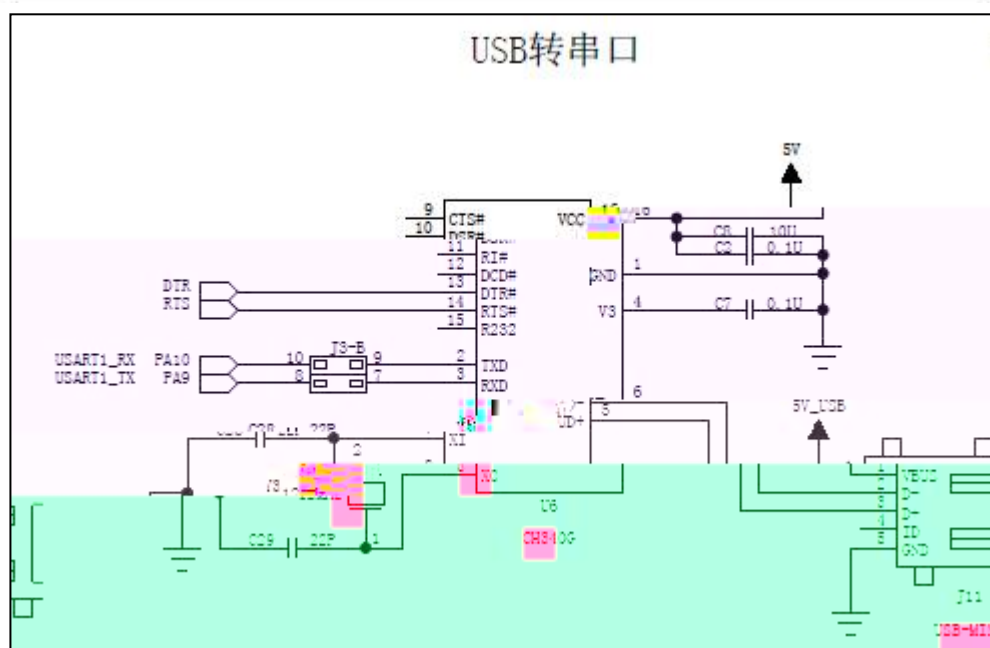 USB转串口
5V
9 CTS# VCC
10
C8 10U
11 C2 0.1U
12 RI#
13 DCD# GND 1
DTR 14 DTR#
RTS 15 RTS# V3 4 C7 0.1U
R232
J3-B
USART1_RX PA10 10 9 2 TXD
USART1_TX PA9 8 7 3 RXD
6
5V_USB
UD+ 5
XI
2
U6
4 ID
C29 22P 1 CH340G 5 GND
J11